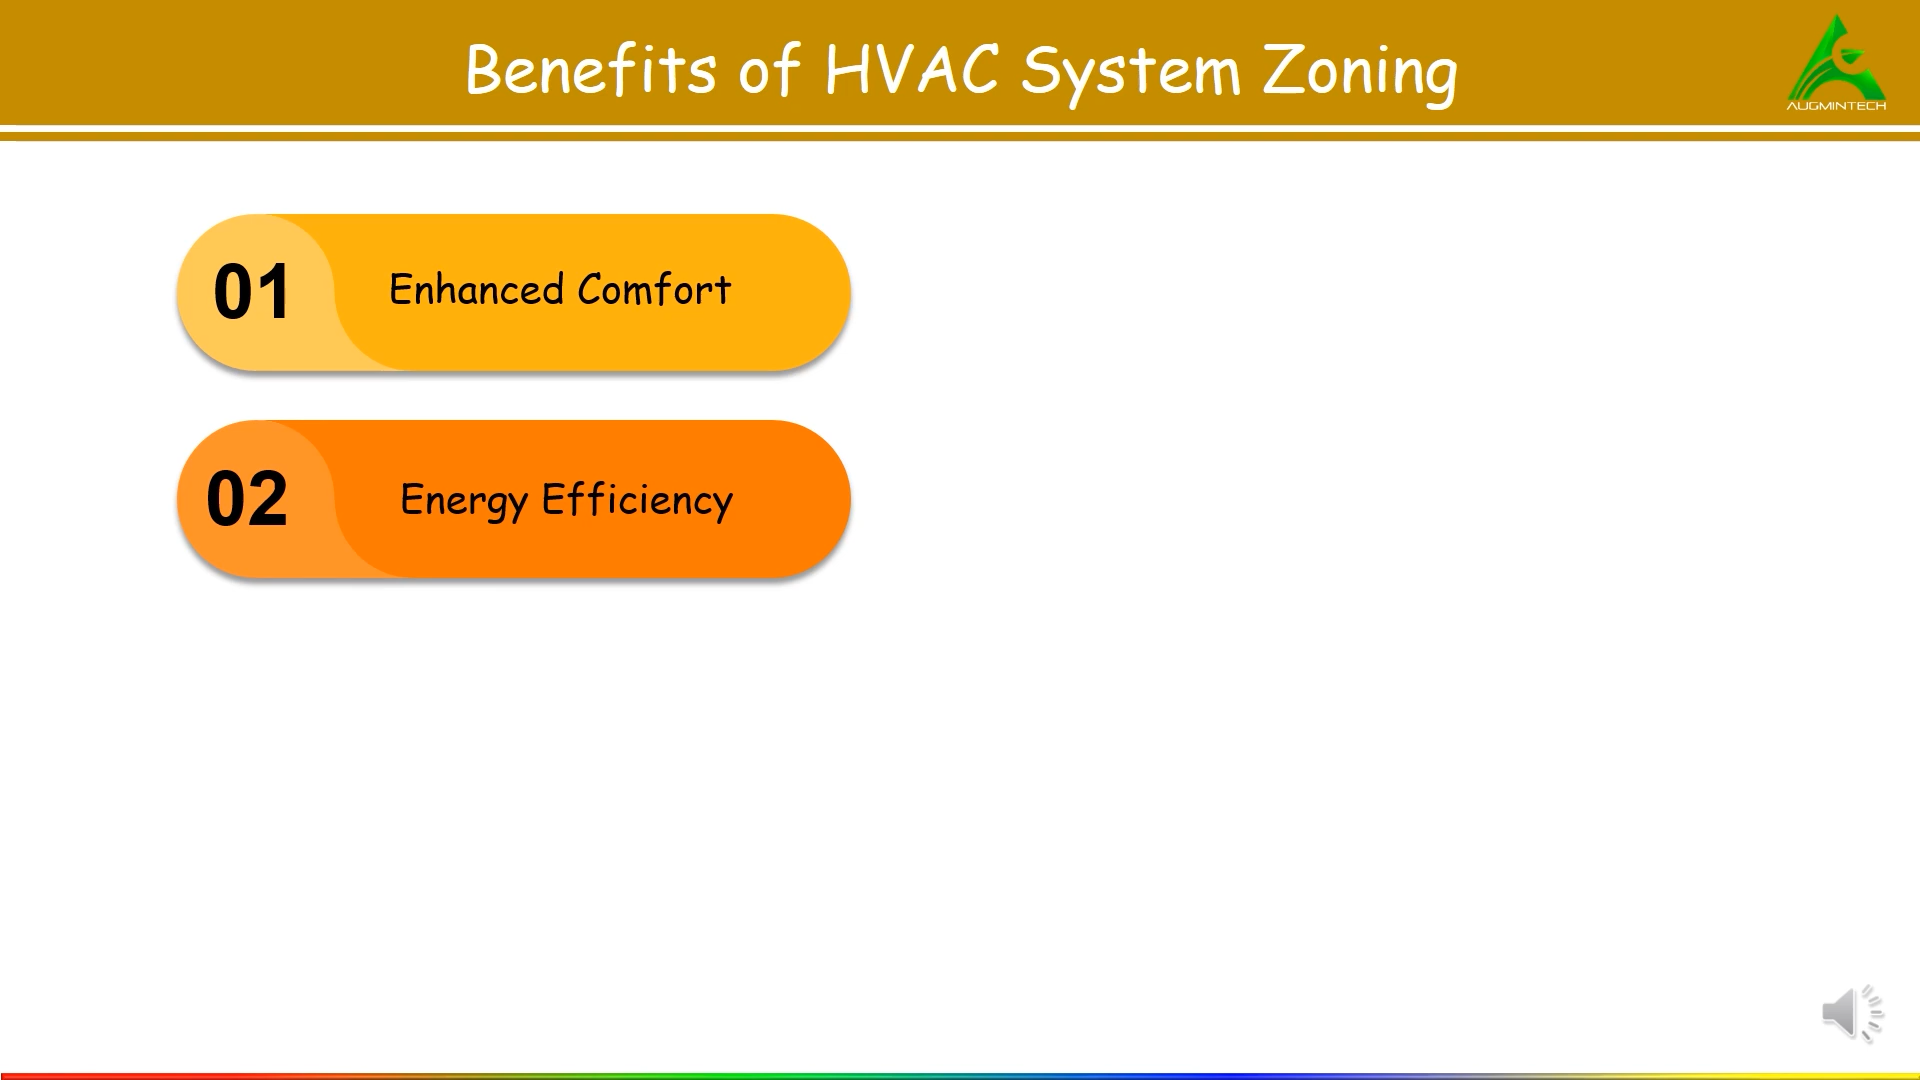 Benefits of HVAC System Zoning
AUGMINTECH
01
Enhanced Comfort
02
Energy Efficiency